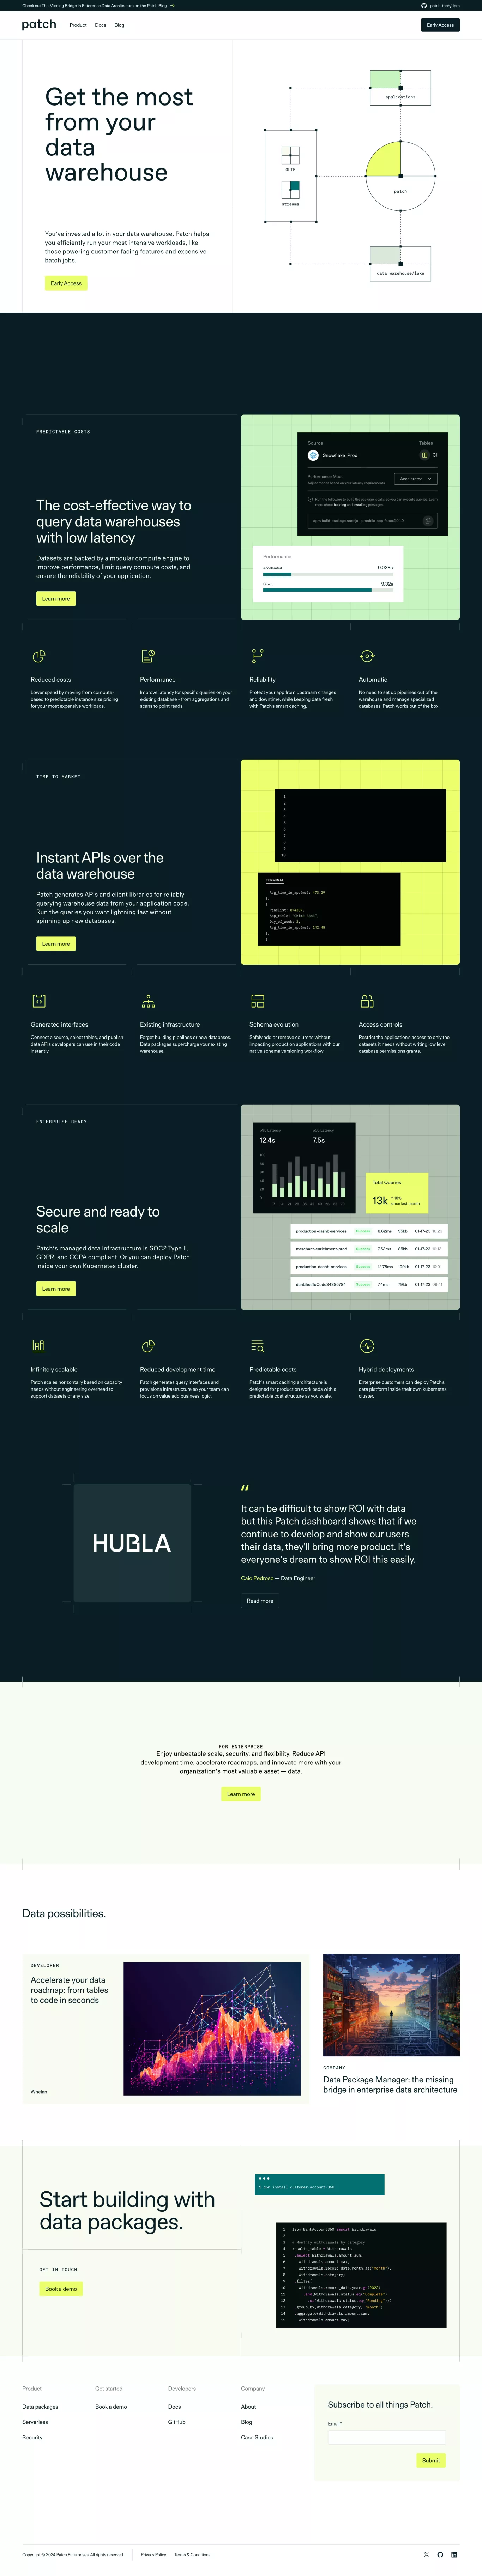 Check out The Missing Bridge in Enterprise Data Architecture on the Patch Blog
patch-tech/dpm
patch
Product
Docs
Blog
Early Access
Get the most
from your
data
warehouse
You've invested a lot in your data warehouse. Patch helps
you efficiently run your most intensive workloads, like
those powering customer-facing features and expensive
batch jobs.
Early Access
applications
OLTP
streams
patch
data warehouse/lake
PREDICTABLE COSTS
The cost-effective way to
query data warehouses
with low latency
Datasets are backed by a modular compute engine to
improve performance, limit query compute costs, and
ensure the reliability of your application.
Learn more
Source
Tables
Snowflake_Prod
31
Performance Mode
Accelerated
Performance
Accelerated
0.028s
Direct
9.32s
Reduced costs
Lower spend by moving from compute-
based to predictable instance size pricing
for your most expensive workloads.
Performance
Improve latency for specific queries on your
existing database - from aggregations and
scans to point reads.
Reliability
Protect your app from upstream changes
and downtime, while keeping data fresh
with Patch's smart caching.
Automatic
No need to set up pipelines out of the
warehouse and manage specialized
databases. Patch works out of the box.
TIME TO MARKET
Instant APIs over the
data warehouse
Patch generates APIs and client libraries for reliably
querying warehouse data from your application code.
Run the queries you want lightning fast without
spinning up new databases.
Learn more
1
2
3
4
5
6
7
8
9
10
TERMINAL
Generated interfaces
Connect a source, select tables, and publish
data APIs developers can use in their code
instantly.
Existing infrastructure
Forget building pipelines or new databases.
Data packages supercharge your existing
warehouse.
Schema evolution
Safely add or remove columns without
impacting production applications with our
native schema versioning workflow.
Access controls
Restrict the application's access to only the
datasets it needs without writing low level
database permissions grants.
ENTERPRISE READY
Secure and ready to
scale
Patch's managed data infrastructure is SOC2 Type II,
GDPR, and CCPA compliant. Or you can deploy Patch
inside your own Kubernetes cluster.
Learn more
p95 Latency
12.4s
7.5s
Total Queries
13k
since last month
production-dashb-services
8.62ms
95kb
01-17-23
merchant-enrichment-prod
7.53ms
85kb
01-17-23
production-dashb-services
12.79ms
109kb
01-17-23
danLikesToCode94385794
7.4ms
79kb
01-17-23
Infinitely scalable
Patch scales horizontally based on capacity
needs without engineering overhead to
support datasets of any size.
Reduced development time
Patch generates query interfaces and
provisions infrastructure so your team can
focus on value add business logic.
Predictable costs
Patch's smart caching architecture is
designed for production workloads with a
predictable cost structure as you scale.
Hybrid deployments
Enterprise customers can deploy Patch's
data platform inside their own kubernetes
cluster.
HUBLA
“
It can be difficult to show ROI with data
but this Patch dashboard shows that if we
continue to develop and show our users
their data, they'll bring more product. It's
everyone's dream to show ROI this easily.
Caio Pedroso — Data Engineer
Read more
FOR ENTERPRISE
Enjoy unbeatable scale, security, and flexibility. Reduce API
development time, accelerate roadmaps, and innovate more with your
organization's most valuable asset — data.
Learn more
Data possibilities.
DEVELOPER
Accelerate your data
roadmap: from tables
to code in seconds
Whelan
COMPANY
Data Package Manager: the missing
bridge in enterprise data architecture
Start building with
data packages.
GET IN TOUCH
Book a demo
$ npm install customer-account-360
Product
Data packages
Serverless
Security
Get started
Book a demo
Developers
Docs
GitHub
Company
About
Blog
Case Studies
Subscribe to all things Patch.
Email*
Submit
Copyright © 2024 Patch Enterprises. All rights reserved.
Privacy Policy
Terms & Conditions